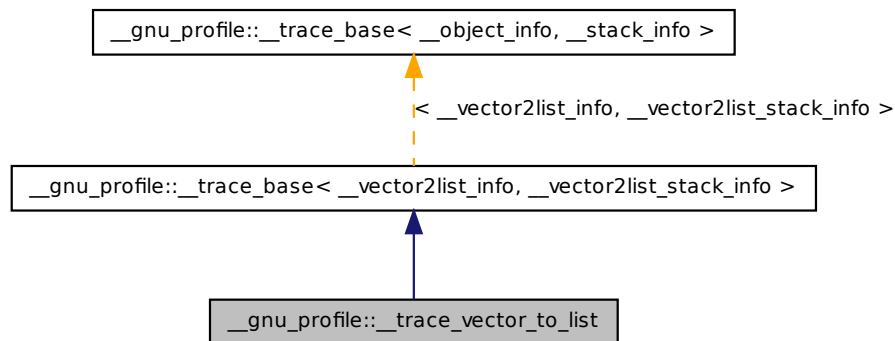 __gnu_profile::__trace_base< __object_info, __stack_info >
< __vector2list_info, __vector2list_stack_info >
__gnu_profile::__trace_base< __vector2list_info, __vector2list_stack_info >
__gnu_profile::__trace_vector_to_list